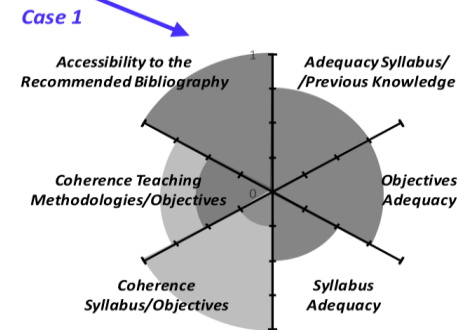 Case 1
Accessibility to the
Recommended Bibliography
1
Adequacy Syllabus/
/Previous Knowledge
Coherence Teaching
Methodologies/Objectives
0
Objectives
Adequacy
Coherence
Syllabus/Objectives
Syllabus
Adequacy